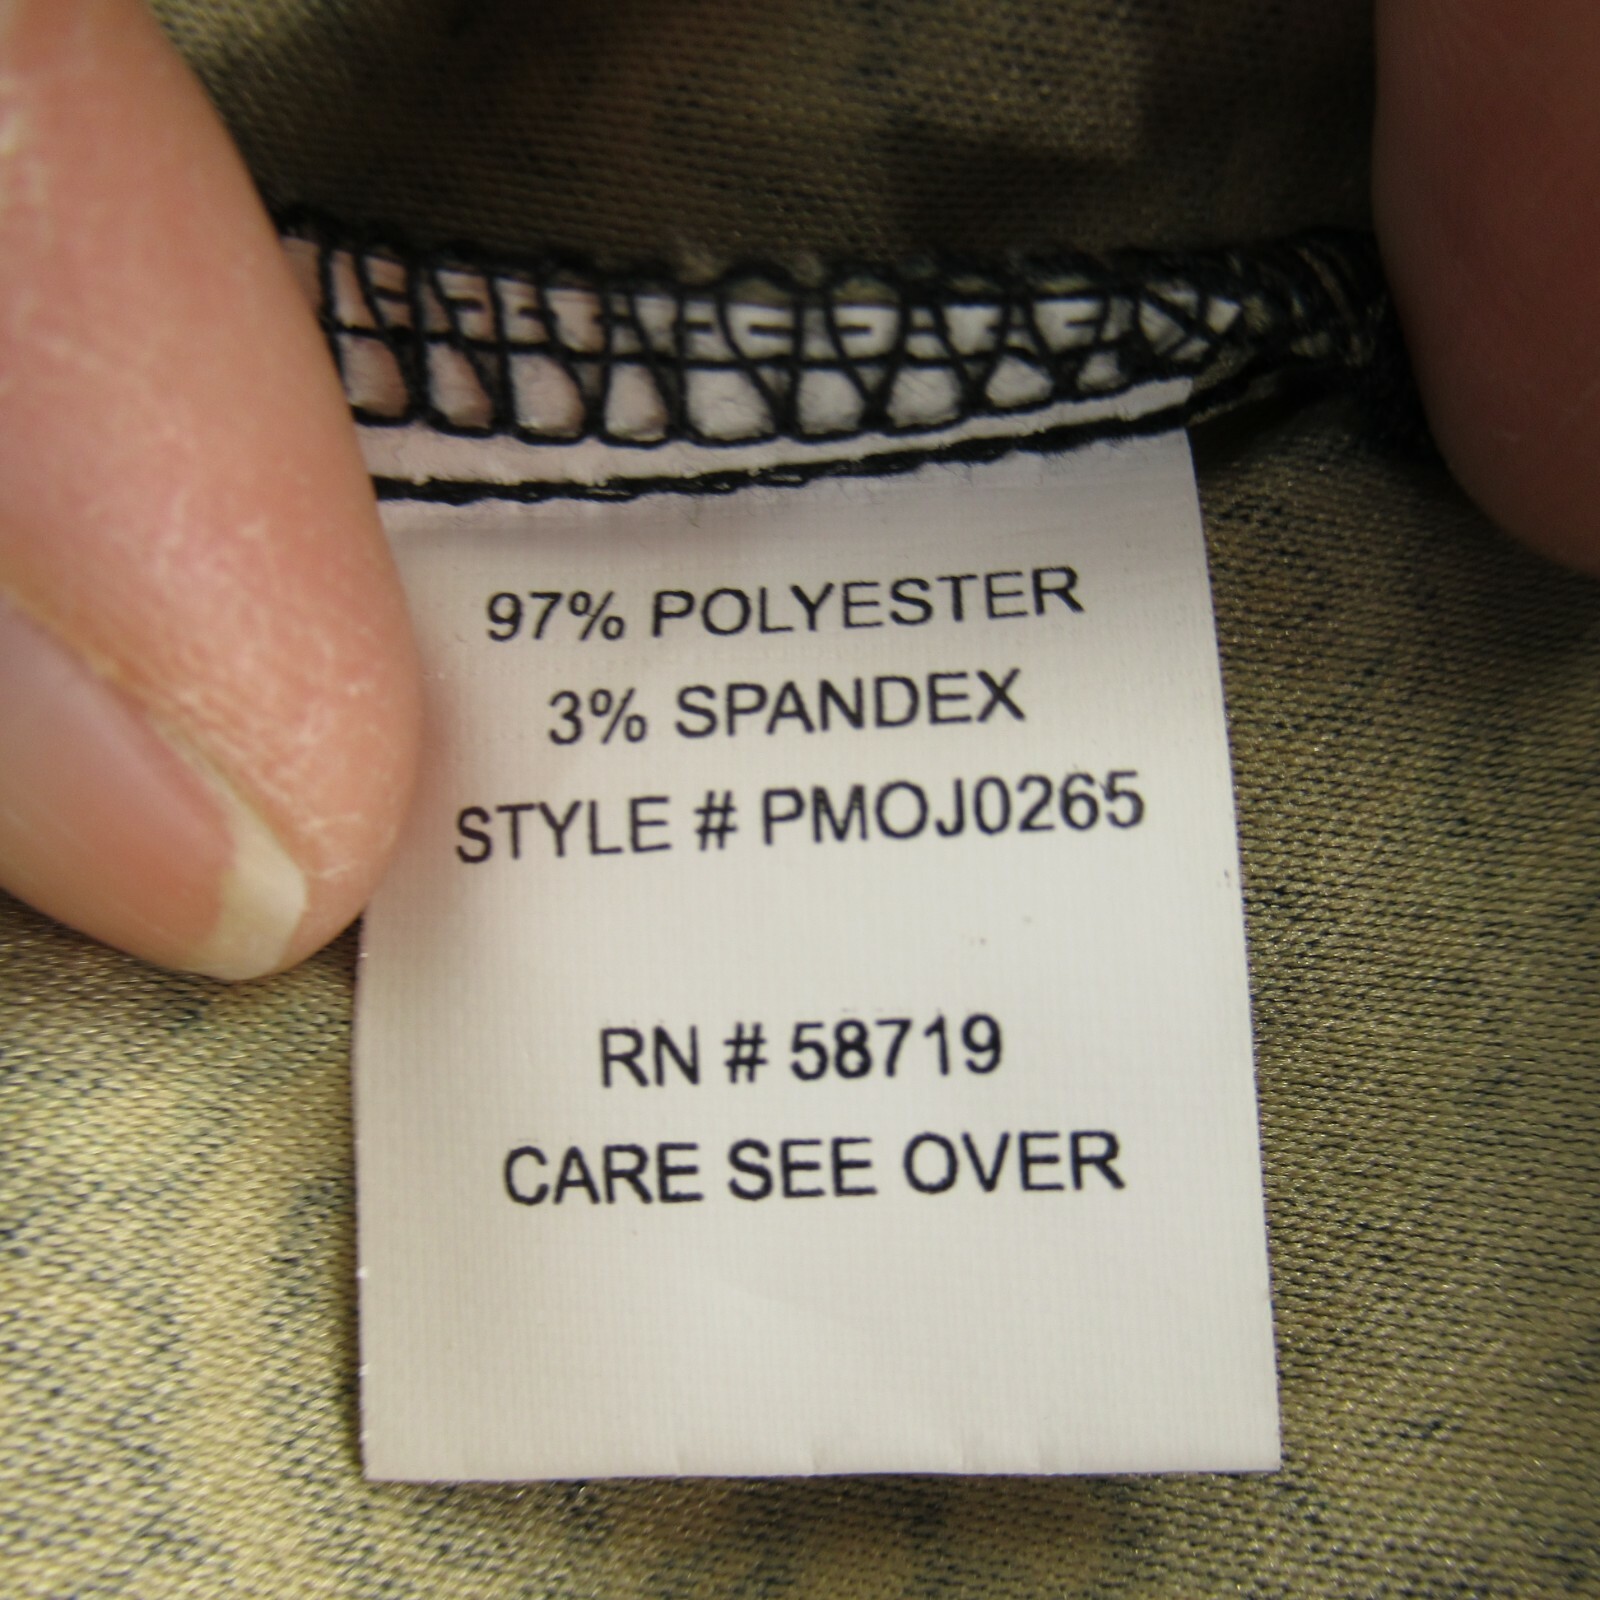 97% POLYESTER
3% SPANDEX
STYLE # PMOJ0265
RN # 58719
CARE SEE OVER